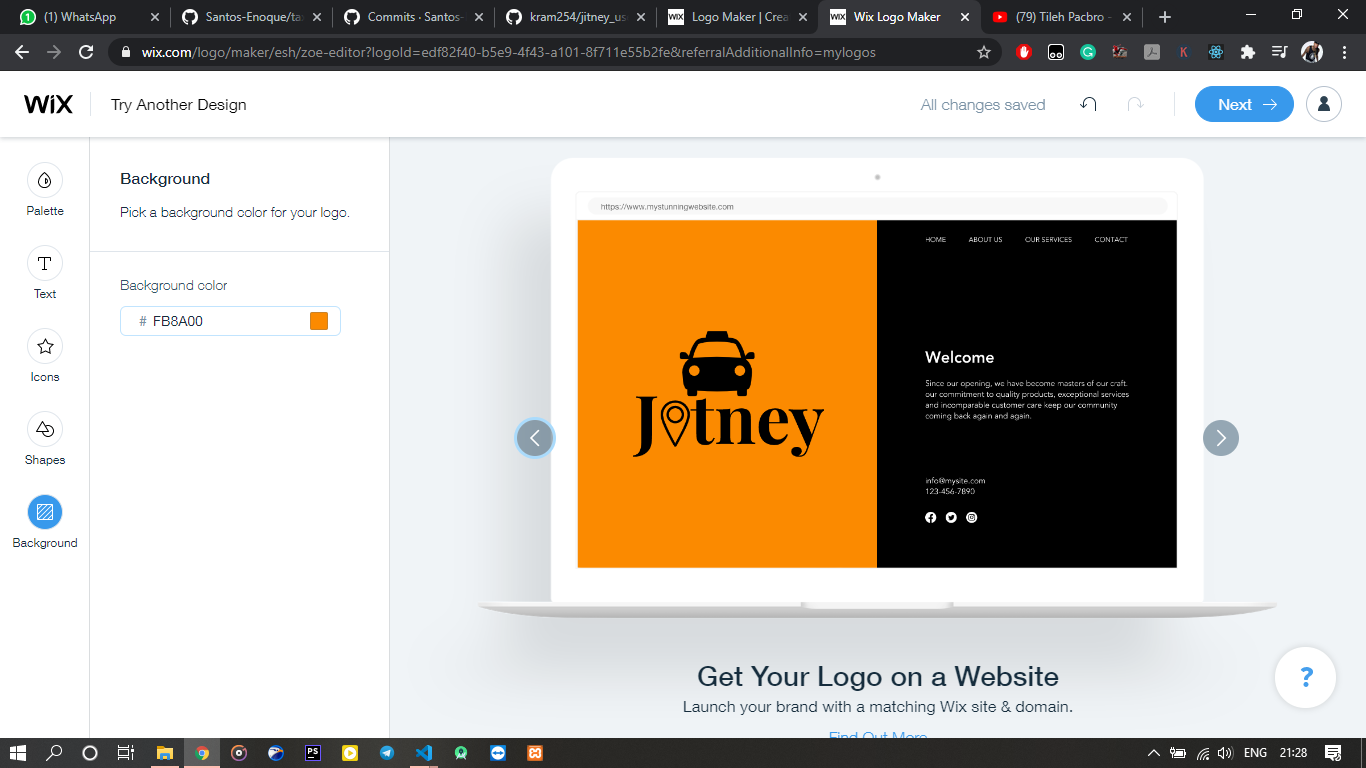 (1) WhatsApp
Santos-Enoque/ta
Commits · Santos-
kram254/jitney_us
Logo Maker | Crea
Wix Logo Maker
(79) Tileh Pacbro -
wix.com/logo/maker/esh/zoe-editor?logoId=edf82f40-b5e9-4f43-a101-8f711e55b2fe&referralAdditionalInfo=mylogos
WiX
Try Another Design
All changes saved
Next
Palette
Text
Icons
Shapes
Background
Background
Pick a background color for your logo.
Background color
# FB8A00
https://www.mystunningwebsite.com
HOME ABOUT US OUR SERVICES CONTACT
Jitney
Welcome
Since our opening, we have become masters of our craft.
our commitment to quality products, exceptional services
and incomparable customer care keep our community
coming back again and again.
info@mysite.com
123-456-7890
Get Your Logo on a Website
Launch your brand with a matching Wix site & domain.
Find Out More
?
ENG 21:28